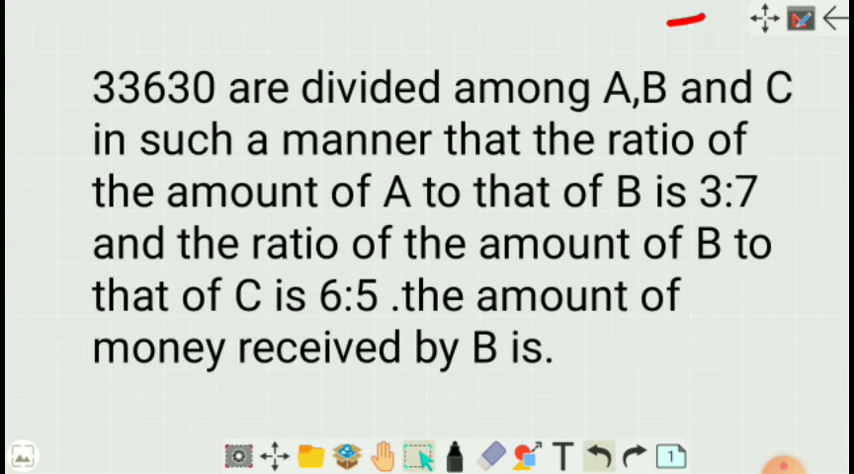 33630 are divided among A,B and C
in such a manner that the ratio of
the amount of A to that of B is 3:7
and the ratio of the amount of B to
that of C is 6:5 .the amount of
money received by B is.
T
1